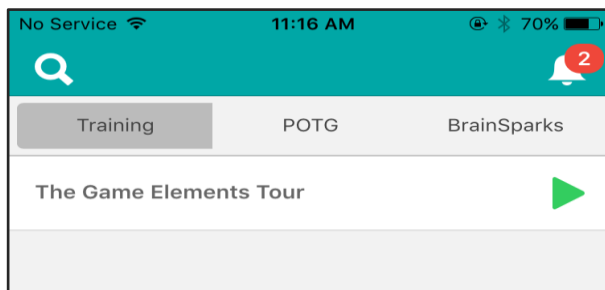 No Service 11:16 AM 70%
2
Training POTG BrainSparks
The Game Elements Tour